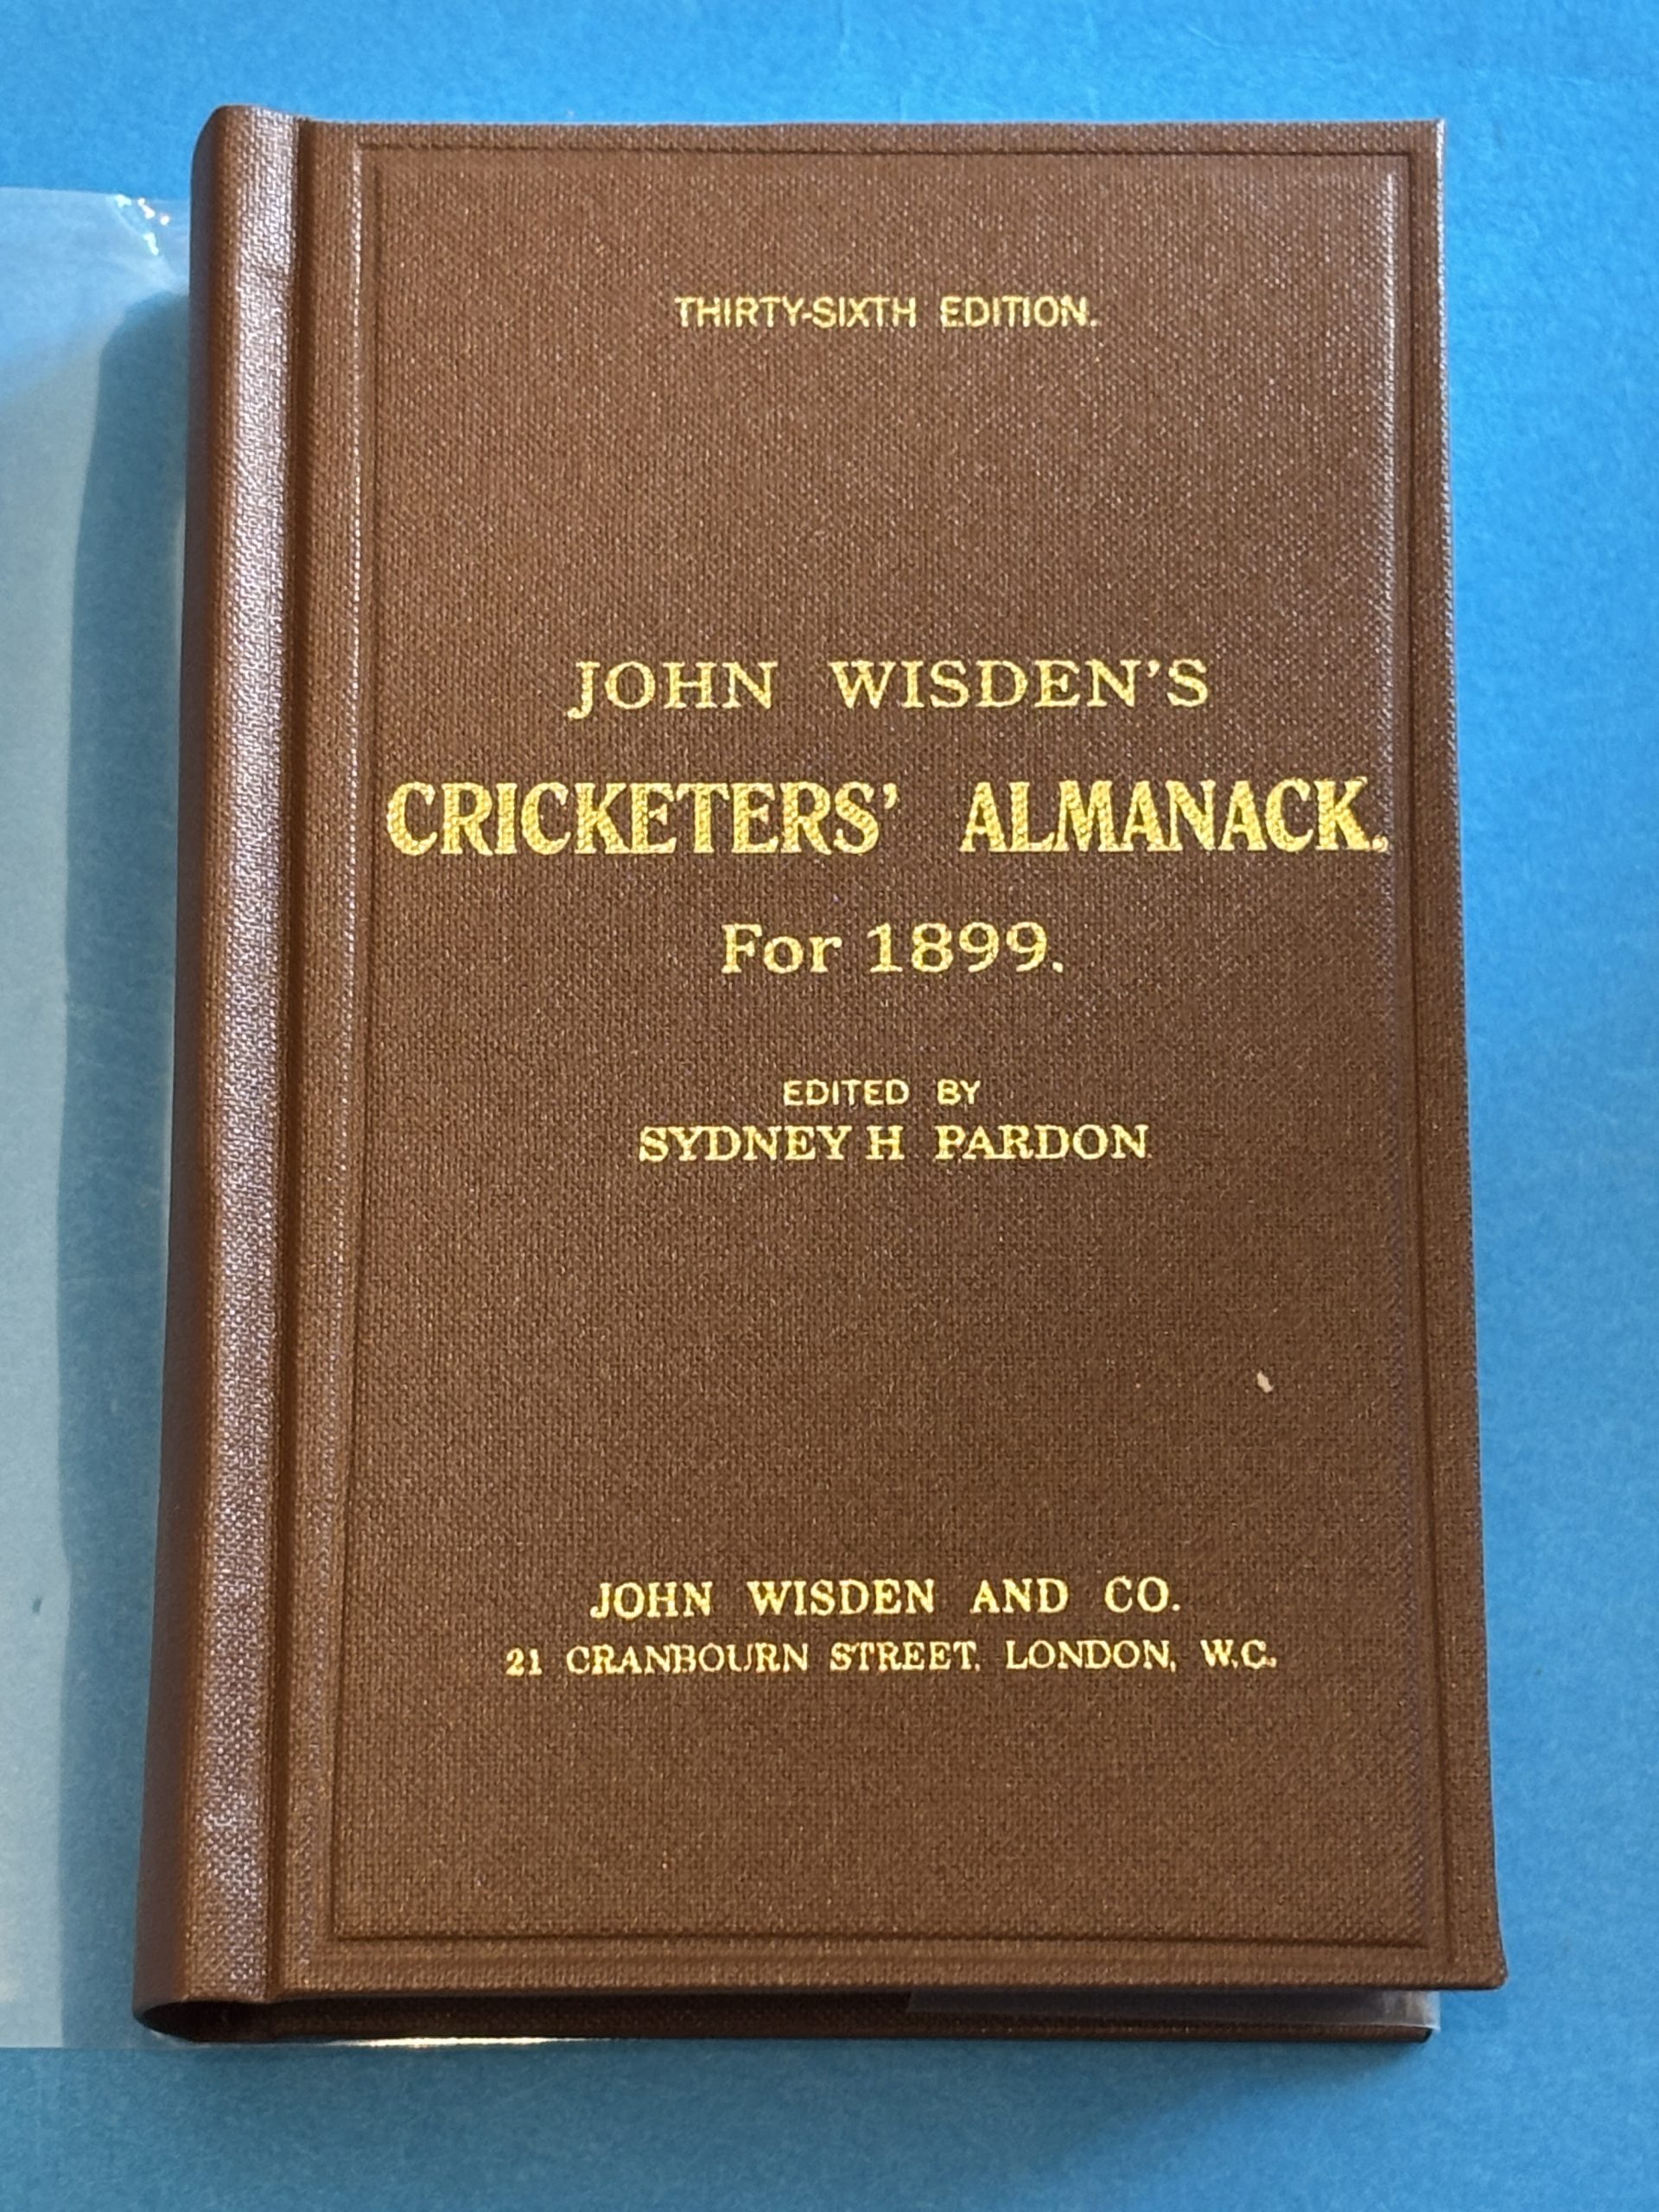 THIRTY-SIXTH EDITION.
JOHN WISDEN'S
CRICKETERS' ALMANACK.
For 1899.
EDITED BY
SYDNEY H PARDON
JOHN WISDEN AND CO.
21 CRANBOURN STREET, LONDON, W.C.